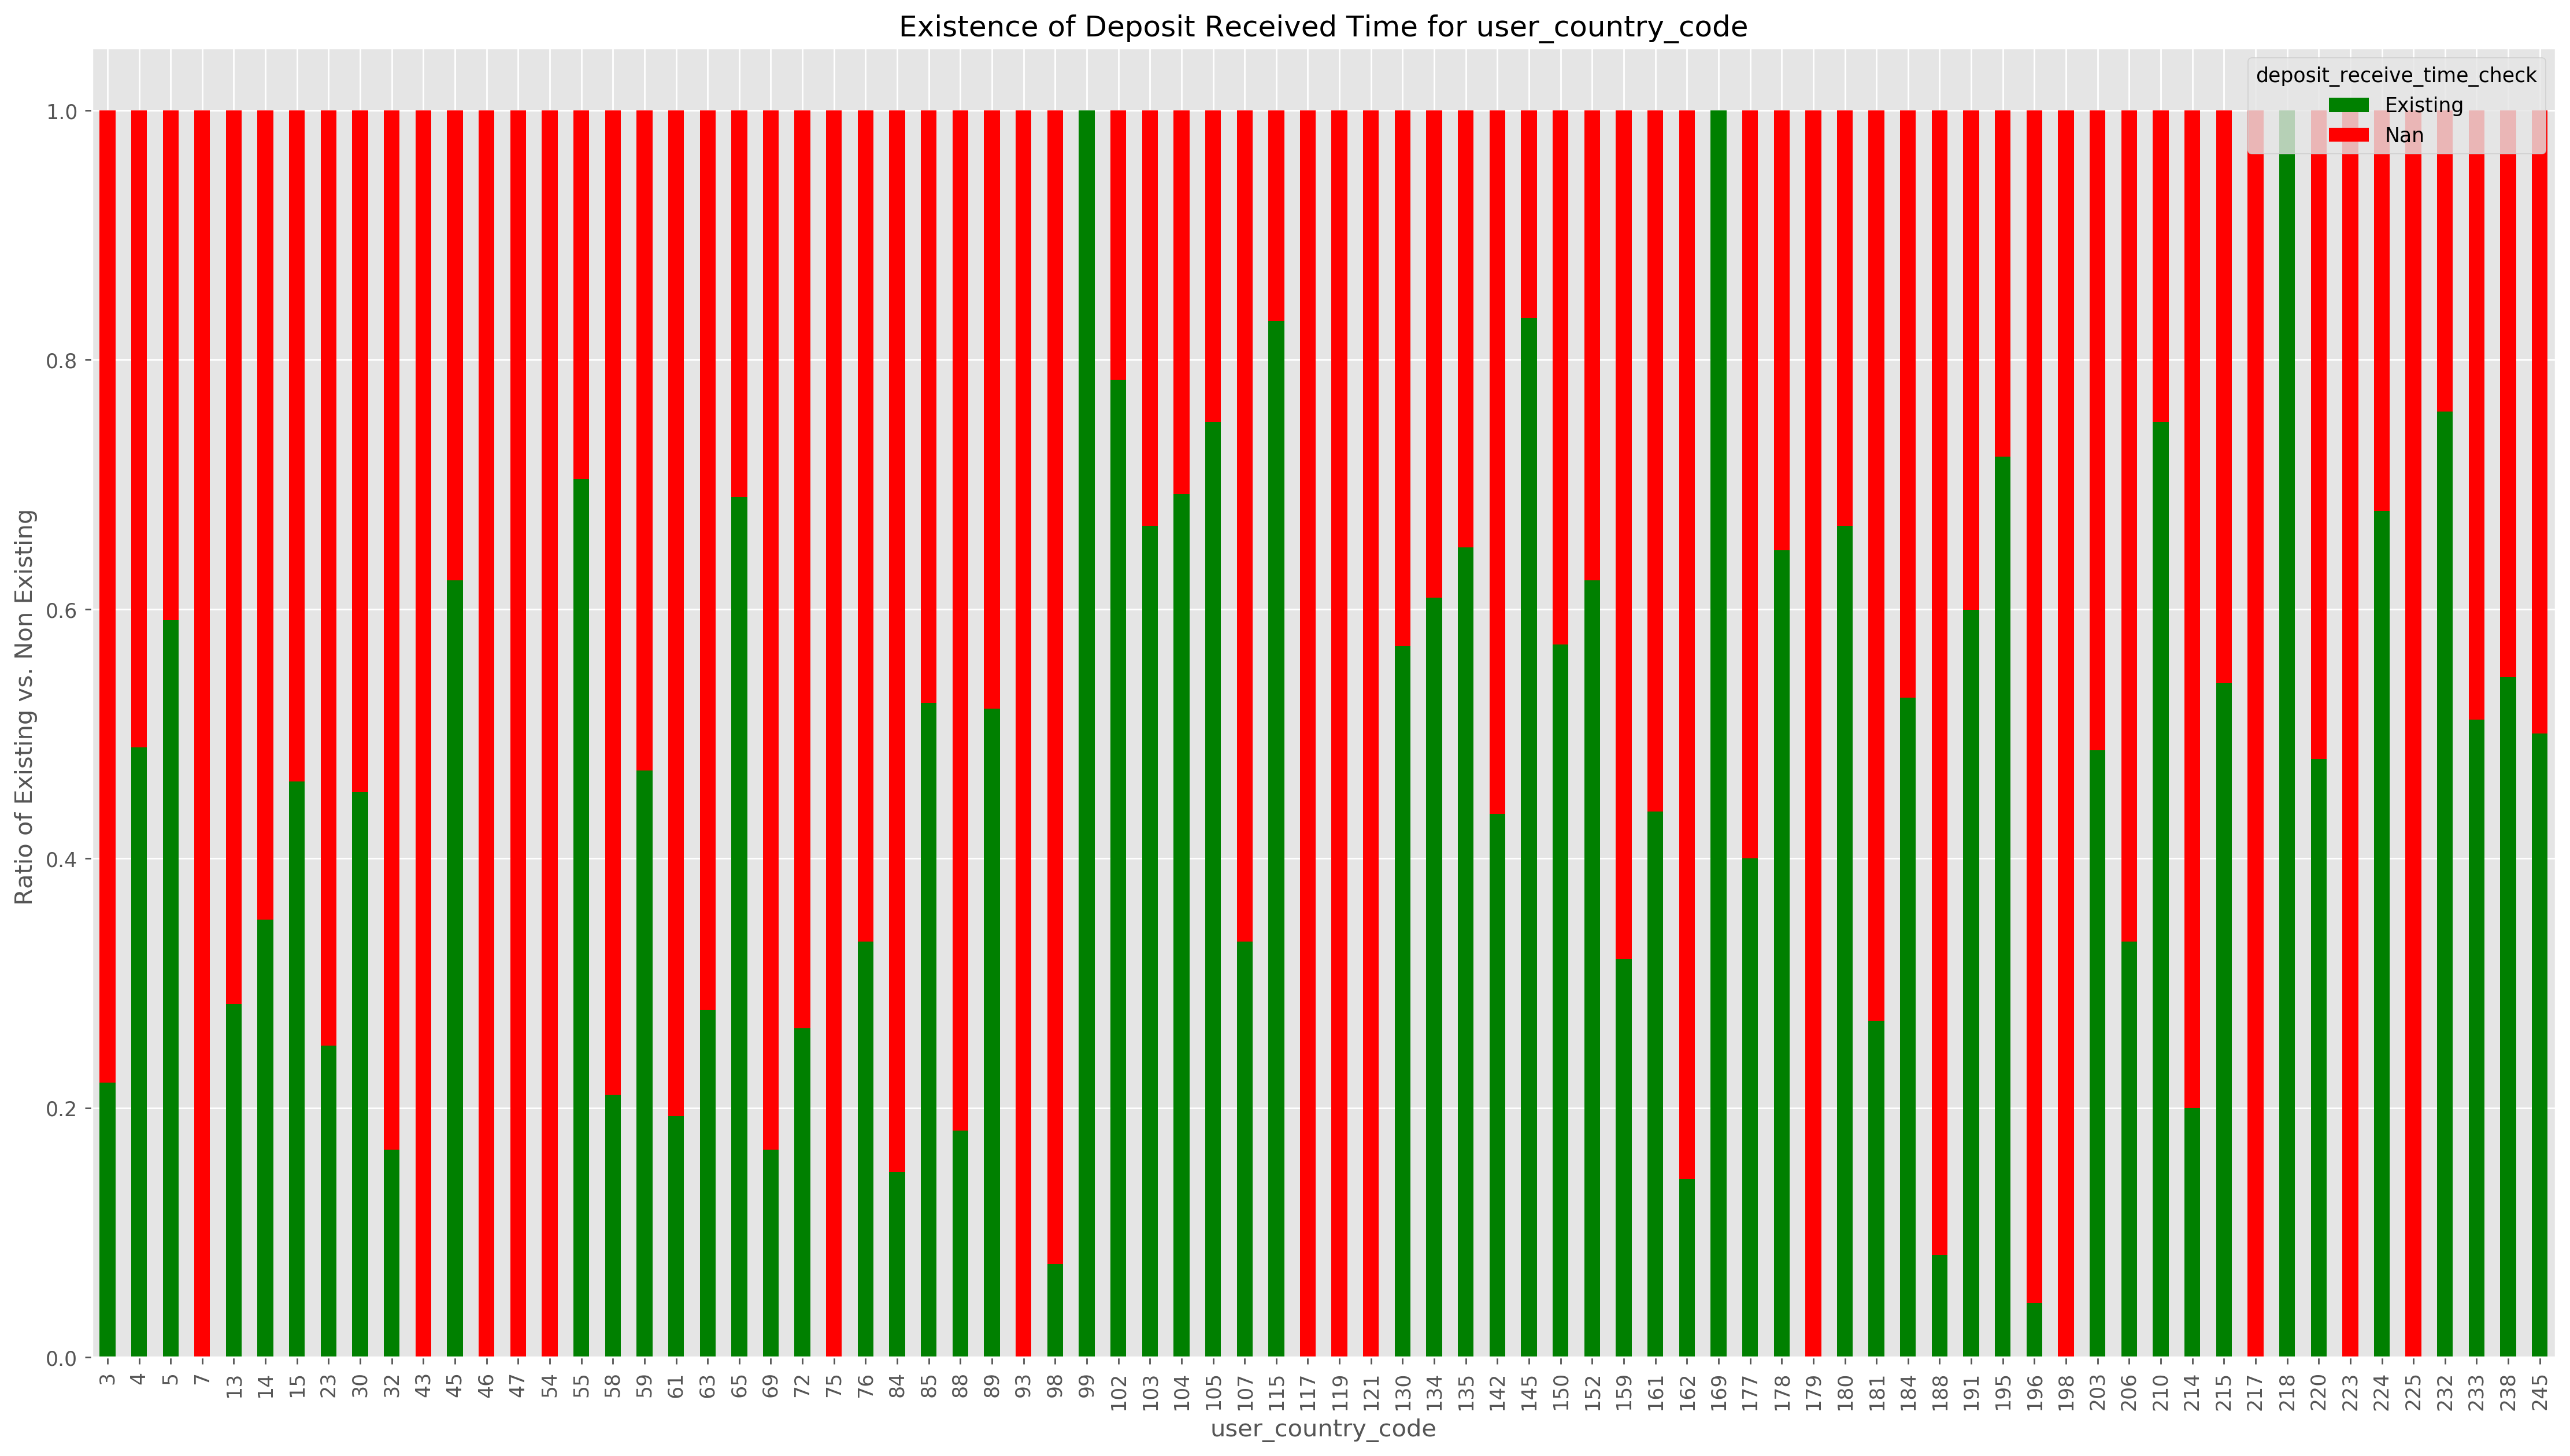 Existence of Deposit Received Time for user_country_code
deposit_receive_time_check
Existing
Nan
Ratio of Existing vs. Non Existing
1.0
0.8
0.6
0.4
0.2
0.0
3 4 5 7 13 14 15 23 30 32 43 45 46 47 54 55 58 59 61 63 65 69 72 75 76 84 85 88 89 93 98 99 102 103 104 105 107 115 117 119 121 130 134 135 142 145 150 152 159 161 162 169 177 178 179 180 181 184 188 191 195 196 198 203 206 210 214 215 217 218 220 223 224 225 232 233 238 245
user_country_code